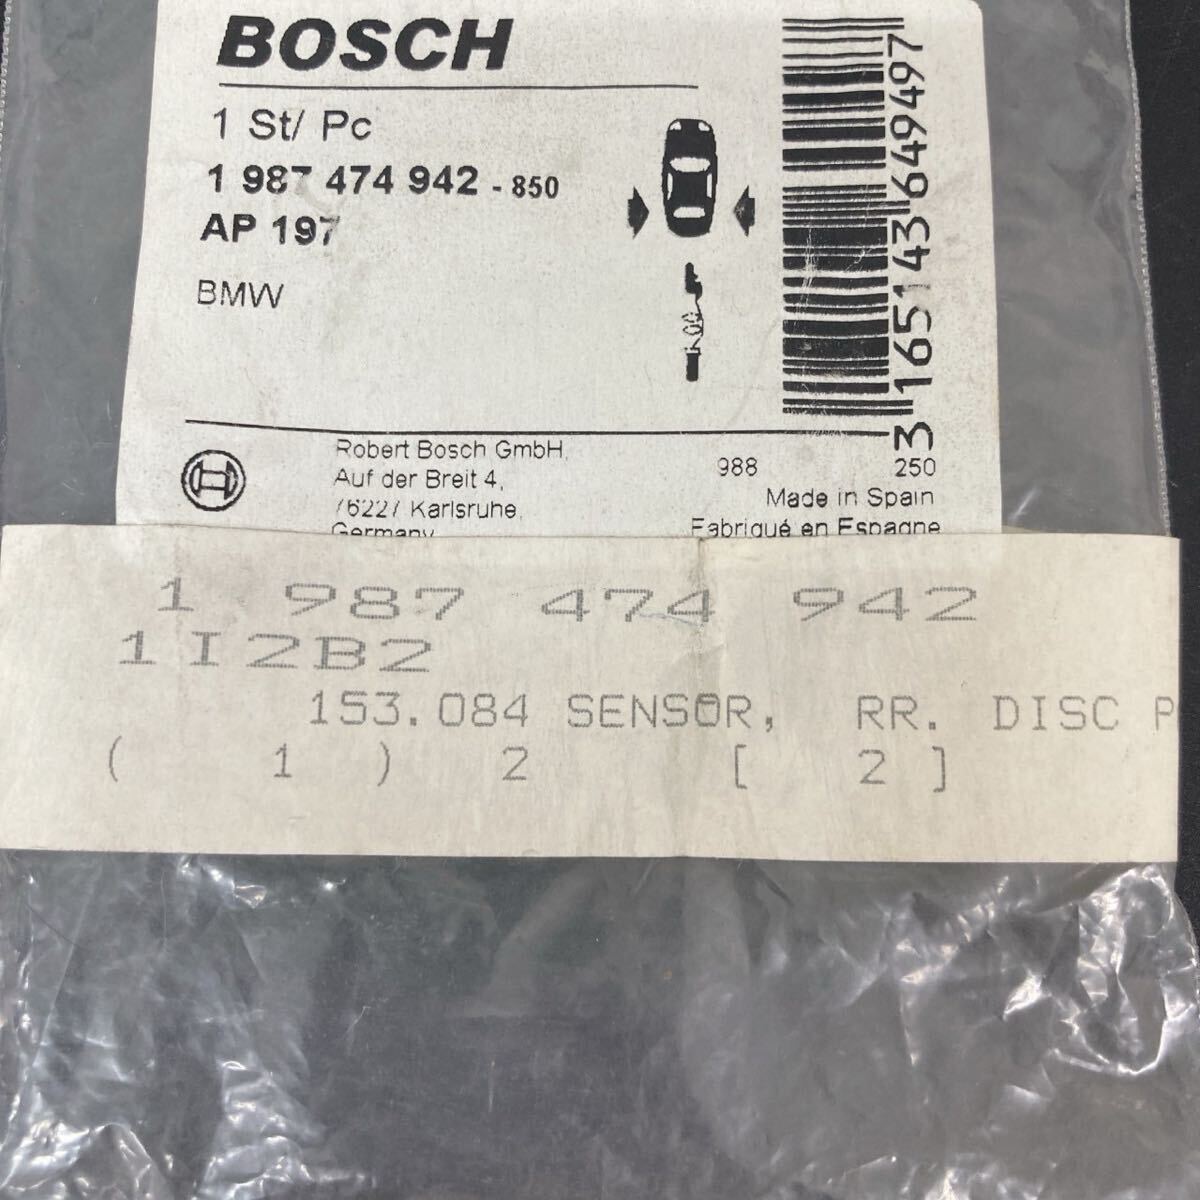 BOSCH
1 St/ Pc
1 987 474 942 - 850
AP 197
BMW
3 165143 649497
Robert Bosch GmbH,
Auf der Breit 4,
76227 Karlsruhe,
Germany
988 250
Made in Spain
Fabriqué en Espagne
1 987 474 942
1I2B2
153.084 SENSOR, RR. DISC P
( 1 ) 2 [ 2 ]